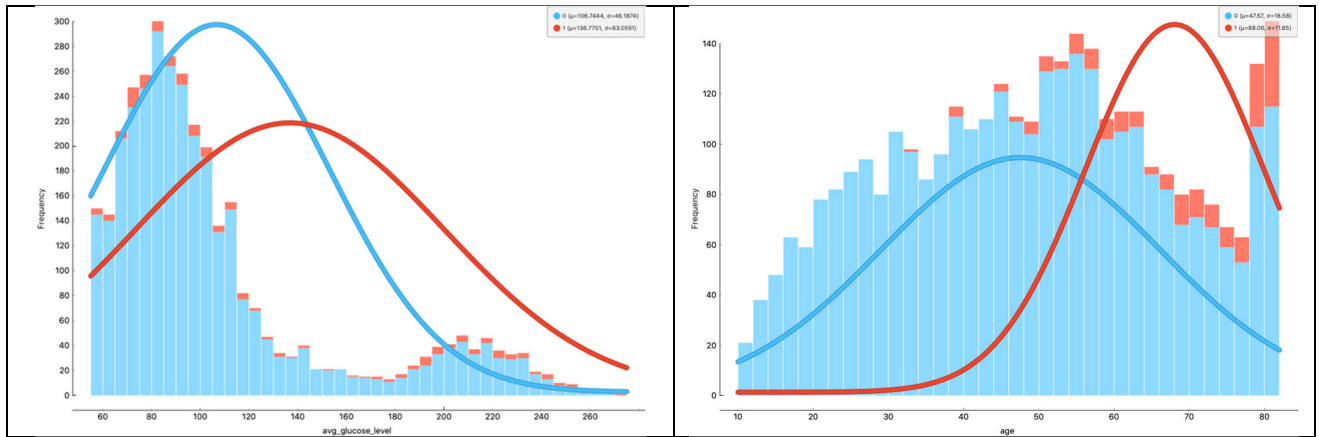 300
280
260
240
220
200
180
160
140
120
100
80
60
40
20
0
Frequency
60 80 100 120 140 160 180 200 220 240 260
avg_glucose_level
0 (μ=106.7444, σ=46.1874)
1 (μ=136.7701, σ=63.0551)
140
120
100
80
60
40
20
0
Frequency
10 20 30 40 50 60 70 80
age
0 (μ=47.57, σ=18.58)
1 (μ=68.06, σ=11.85)